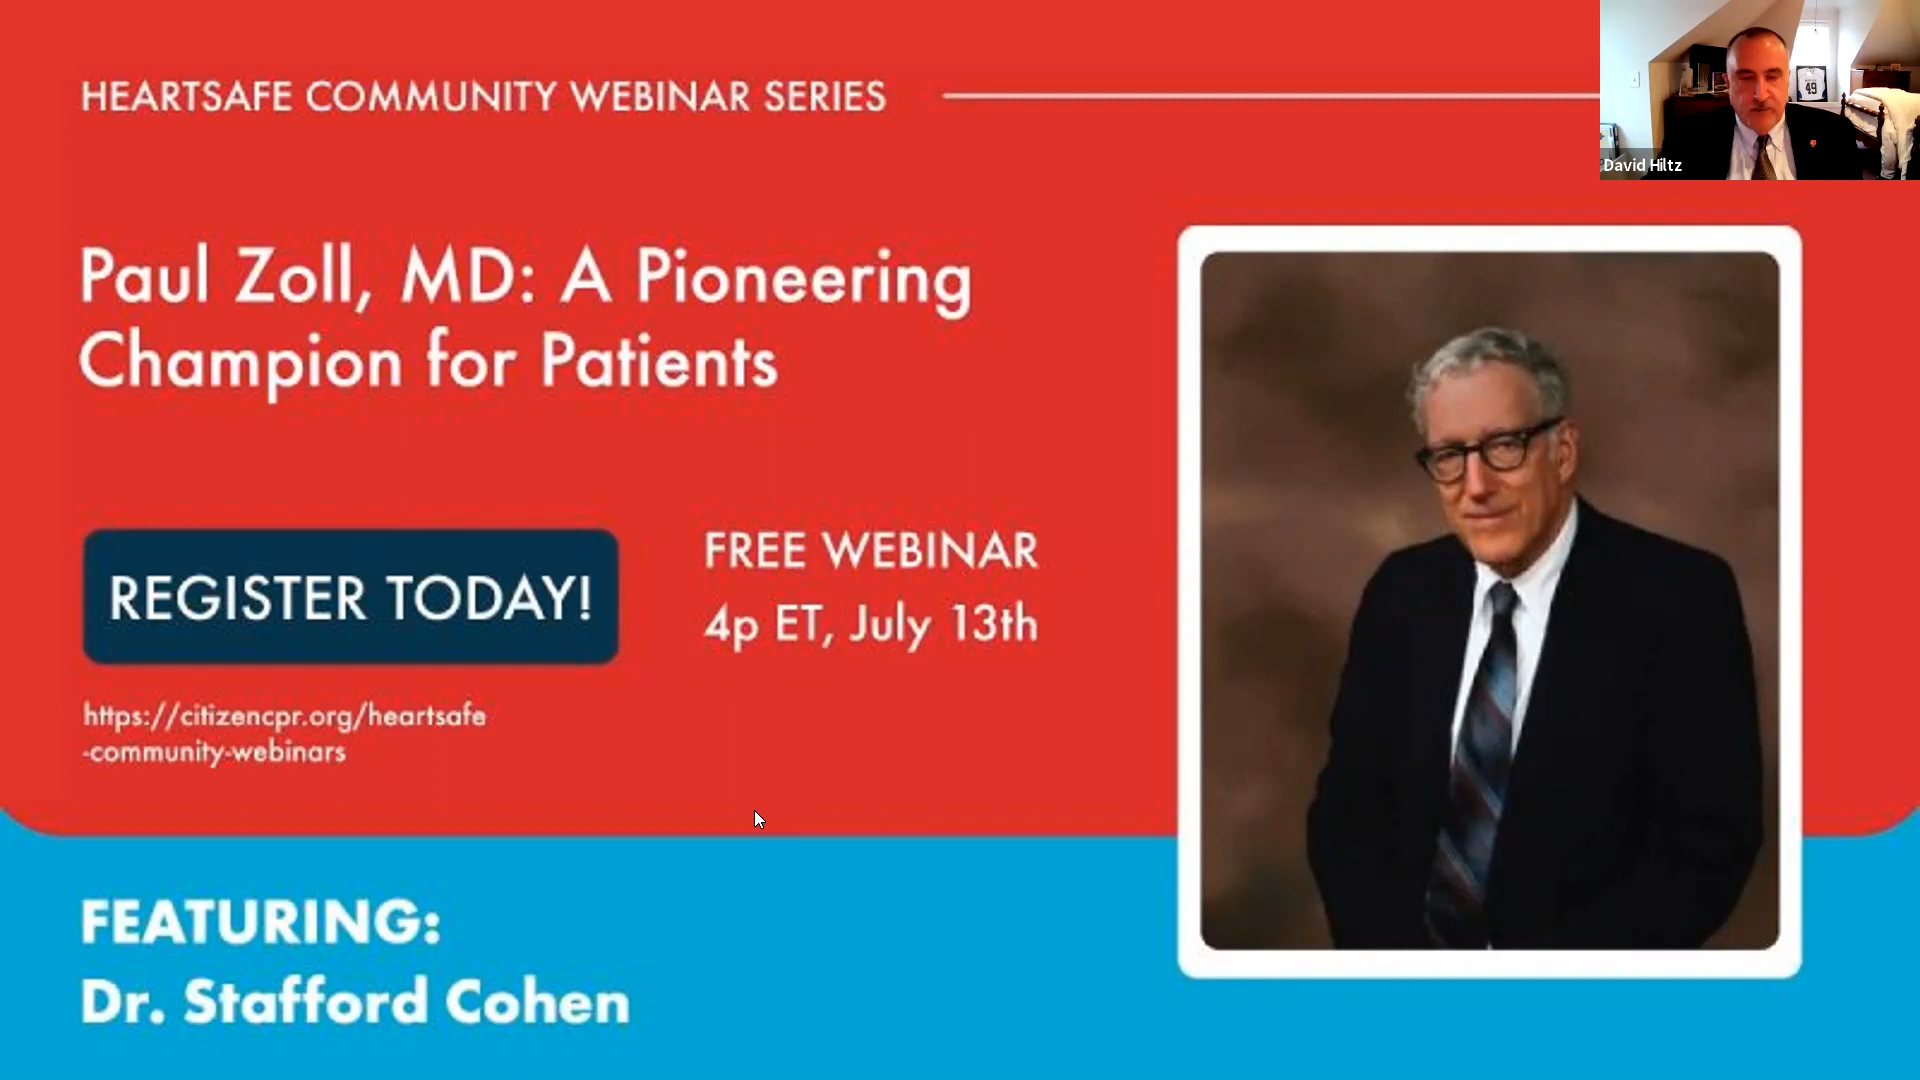 HEARTSAFE COMMUNITY WEBINAR SERIES
David Hiltz
49
Paul Zoll, MD: A Pioneering
Champion for Patients
REGISTER TODAY!
FREE WEBINAR
4p ET, July 13th
https://citizencpr.org/heartsafe
-community-webinars
FEATURING:
Dr. Stafford Cohen